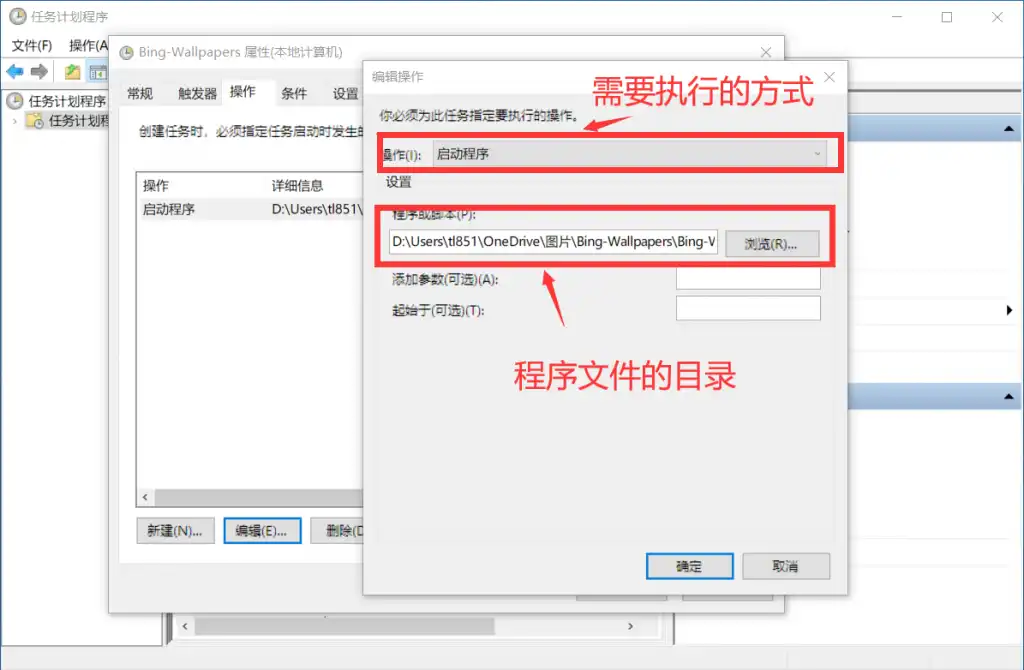 任务计划程序
文件(F) 操作(A
Bing-Wallpapers 属性(本地计算机)
任务计划程序
任务计划程
常规 触发器 操作 条件 设置
创建任务时，必须指定任务启动时发生的
操作 详细信息
启动程序 D:\Users\tl851\
新建(N)... 编辑(E)... 删除(D
编辑操作
需要执行的方式
你必须为此任务指定要执行的操作。
操作(I): 启动程序
设置
程序或脚本(P):
D:\Users\tl851\OneDrive\图片\Bing-Wallpapers\Bing-W 浏览(R)...
添加参数(可选)(A):
起始于(可选)(T):
程序文件的目录
确定 取消